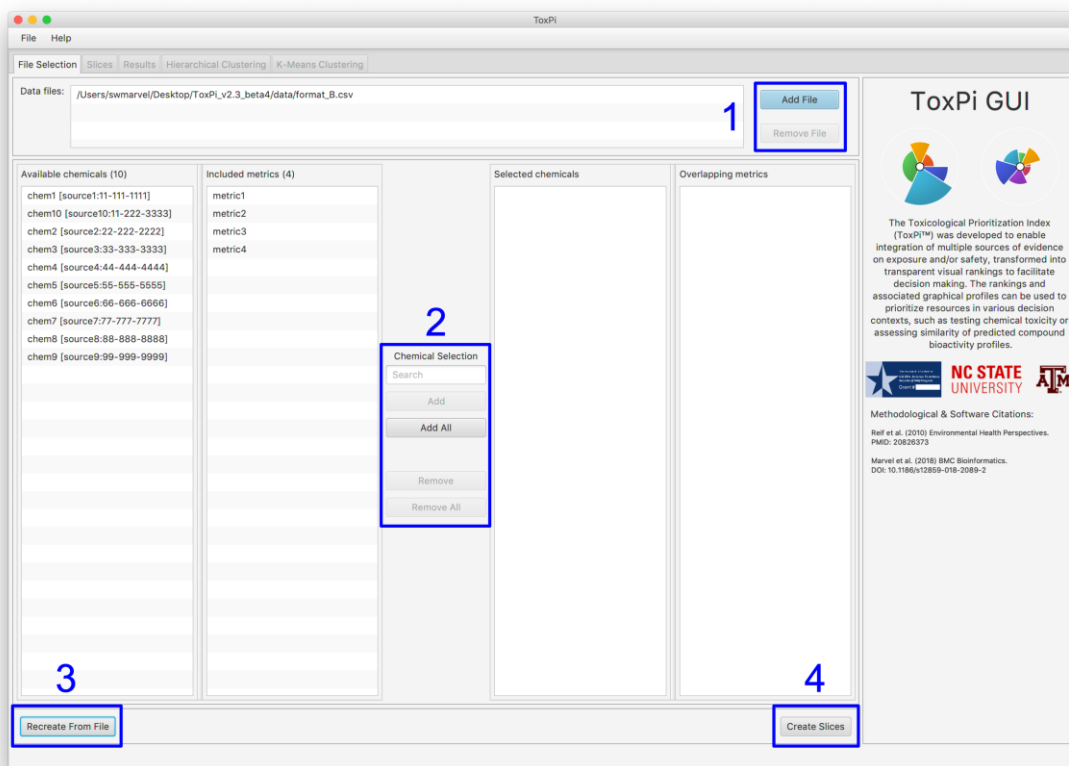 ToxPi
File Help
File Selection Slices Results Hierarchical Clustering K-Means Clustering
Data files:
/Users/swmarvel/Desktop/ToxPi_v2.3_beta4/data/format_B.csv
1
Add File
Remove File
Available chemicals (10)
chem1 [source1:11-111-1111]
chem10 [source10:11-222-3333]
chem2 [source2:22-222-2222]
chem3 [source3:33-333-3333]
chem4 [source4:44-444-4444]
chem5 [source5:55-555-5555]
chem6 [source6:66-666-6666]
chem7 [source7:77-777-7777]
chem8 [source8:88-888-8888]
chem9 [source9:99-999-9999]
Included metrics (4)
metric1
metric2
metric3
metric4
2
Chemical Selection
Search
Add
Add All
Remove
Remove All
Selected chemicals
Overlapping metrics
3
Recreate From File
4
Create Slices
ToxPi GUI
The Toxicological Prioritization Index
(ToxPi™) was developed to enable
integration of multiple sources of evidence
on exposure and/or safety, transformed into
transparent visual rankings to facilitate
decision making. The rankings and
associated graphical profiles can be used to
prioritize resources in various decision
contexts, such as testing chemical toxicity or
assessing similarity of predicted compound
bioactivity profiles.
NC STATE
UNIVERSITY
ATM
Methodological & Software Citations:
Reif et al. (2010) Environmental Health Perspectives.
PMID: 20826373
Marvel et al. (2018) BMC Bioinformatics.
DOI: 10.1186/s12859-018-2089-2